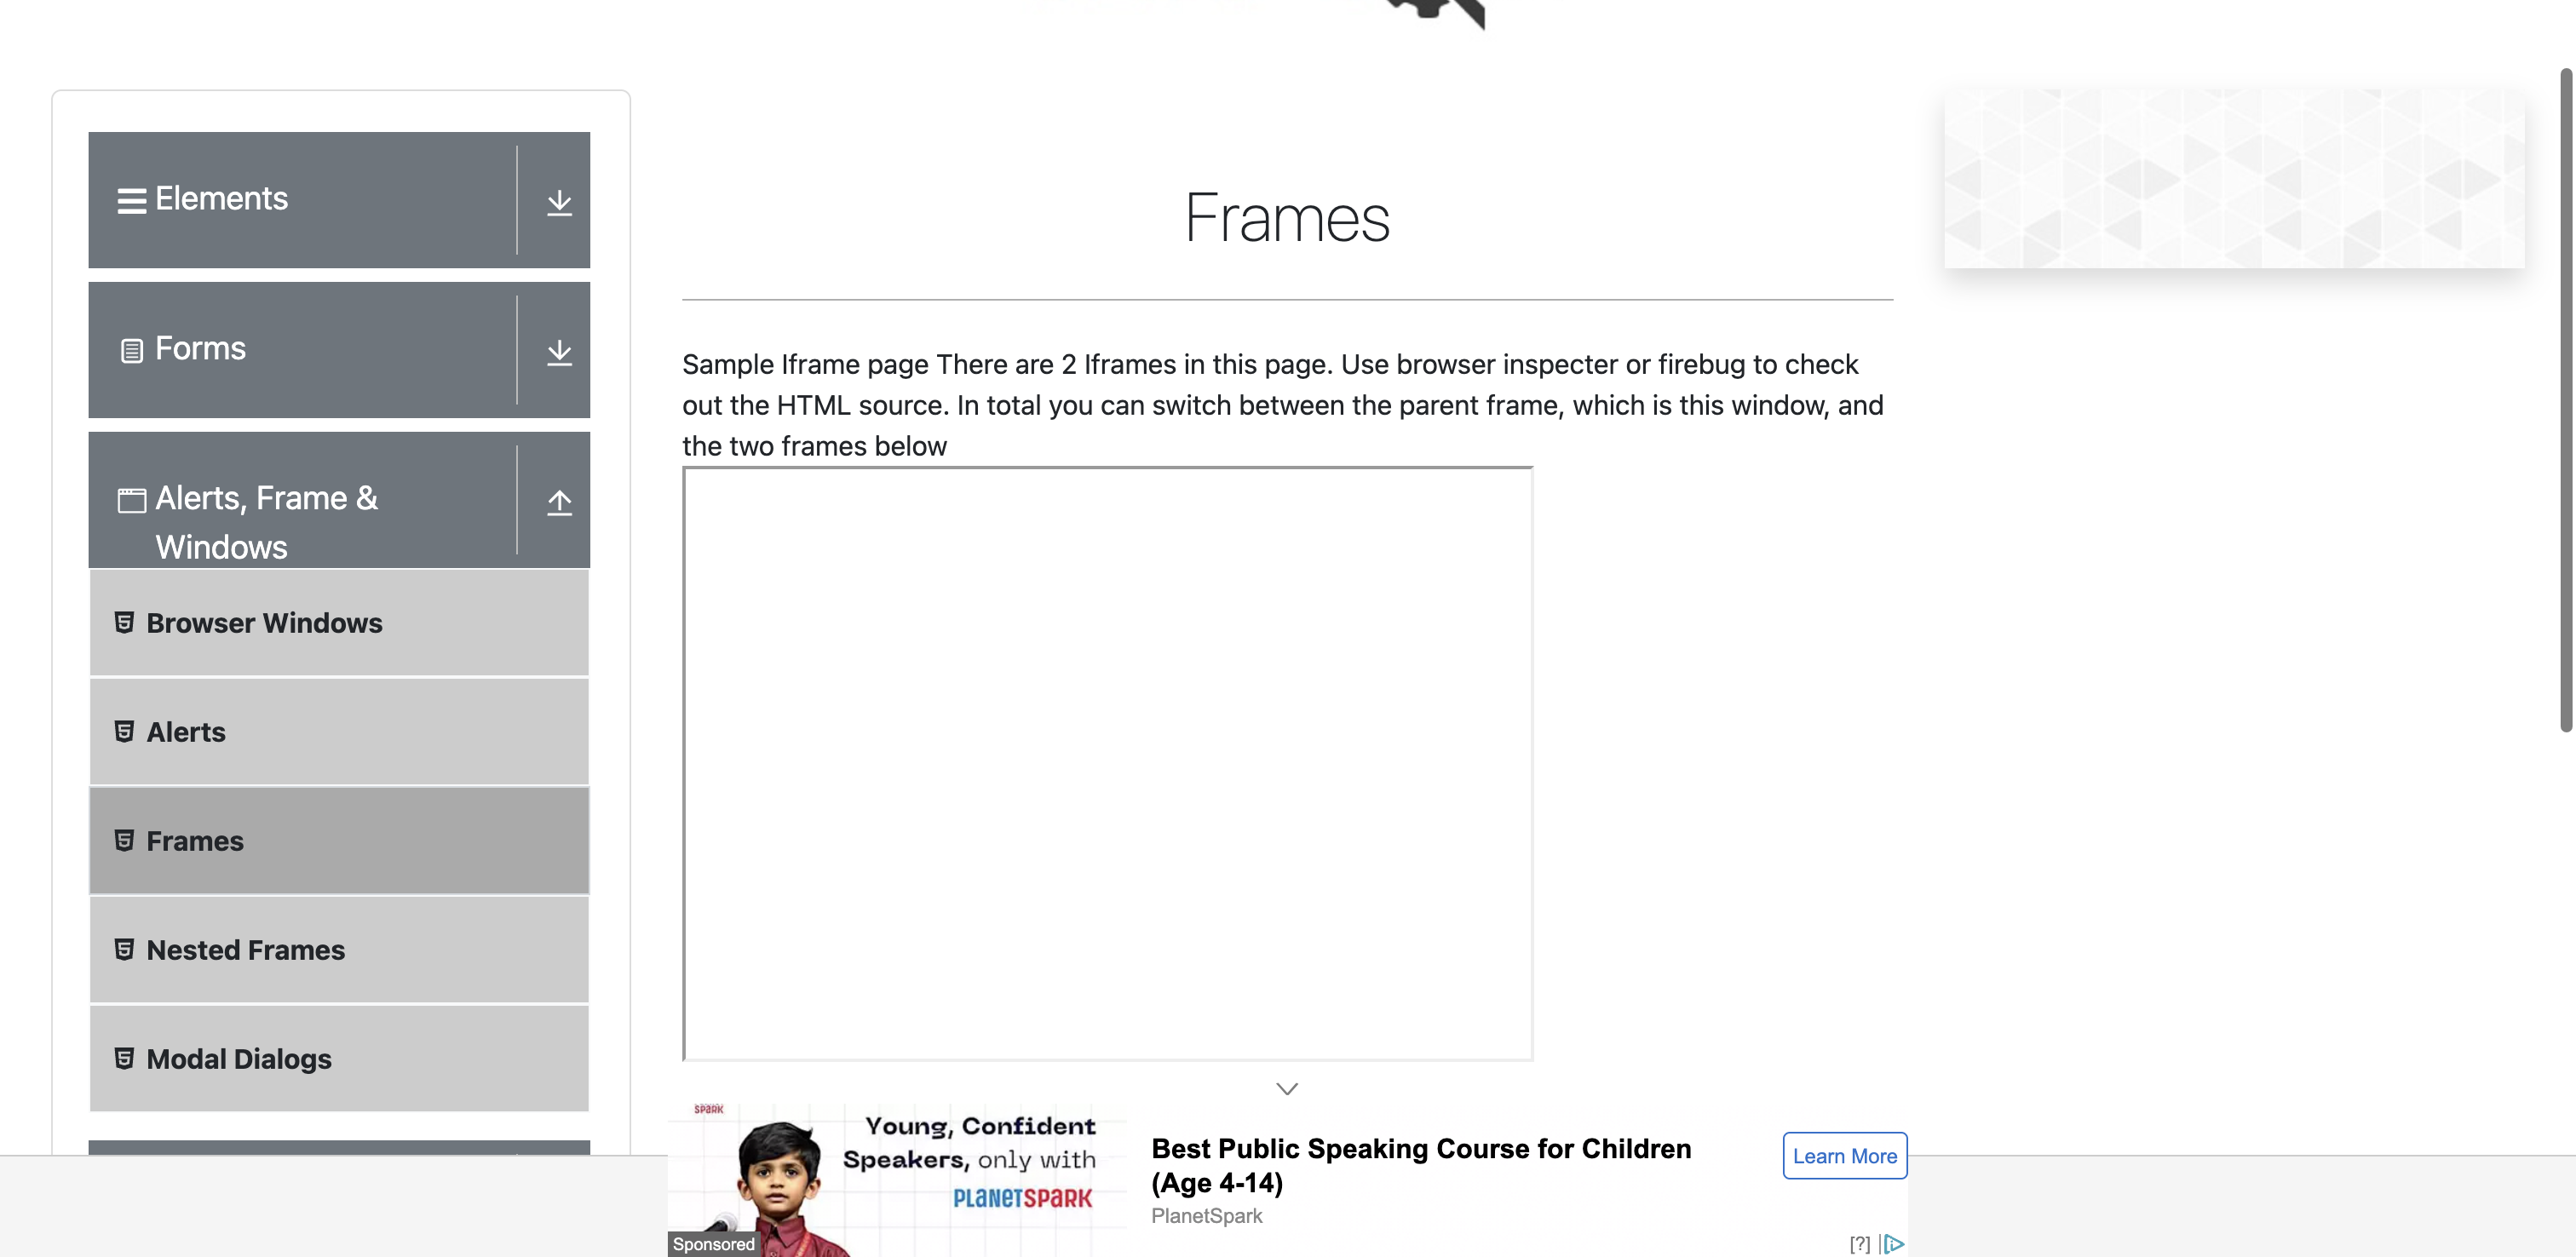 Elements
Forms
Alerts, Frame &
Windows
Browser Windows
Alerts
Frames
Nested Frames
Modal Dialogs
Frames
Sample Iframe page There are 2 Iframes in this page. Use browser inspecter or firebug to check
out the HTML source. In total you can switch between the parent frame, which is this window, and
the two frames below
SPARK
Young, Confident
Speakers, only with
PLANETSPARK
Sponsored
Best Public Speaking Course for Children
(Age 4-14)
PlanetSpark
Learn More
[?]